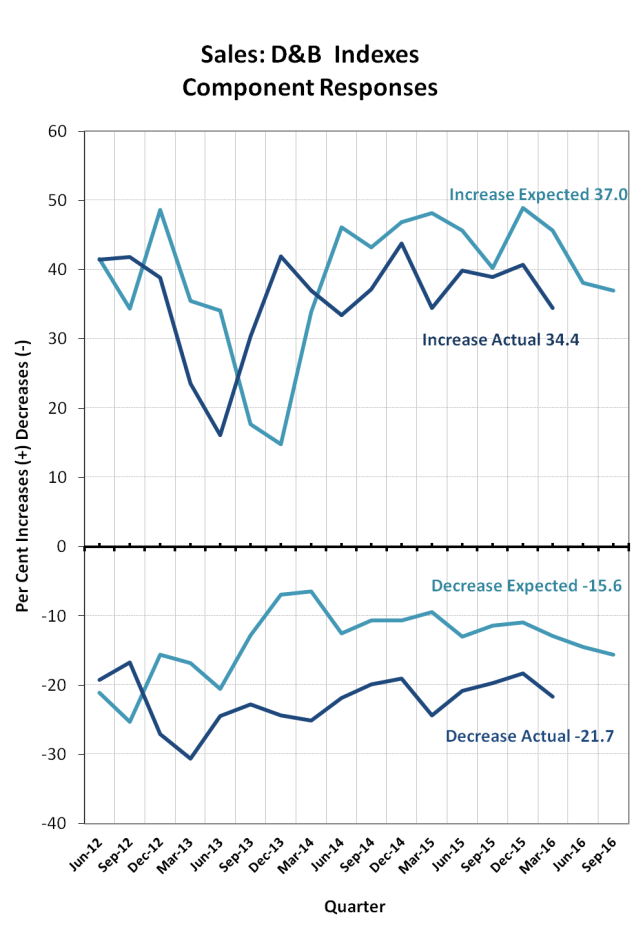 Sales: D&B Indexes
Component Responses
Per Cent Increases (+) Decreases (-)
60
50
40
30
20
10
0
-10
-20
-30
-40
Increase Expected 37.0
Increase Actual 34.4
Decrease Expected -15.6
Decrease Actual -21.7
Jun-12
Sep-12
Dec-12
Mar-13
Jun-13
Sep-13
Dec-13
Mar-14
Jun-14
Sep-14
Dec-14
Mar-15
Jun-15
Sep-15
Dec-15
Mar-16
Jun-16
Sep-16
Quarter